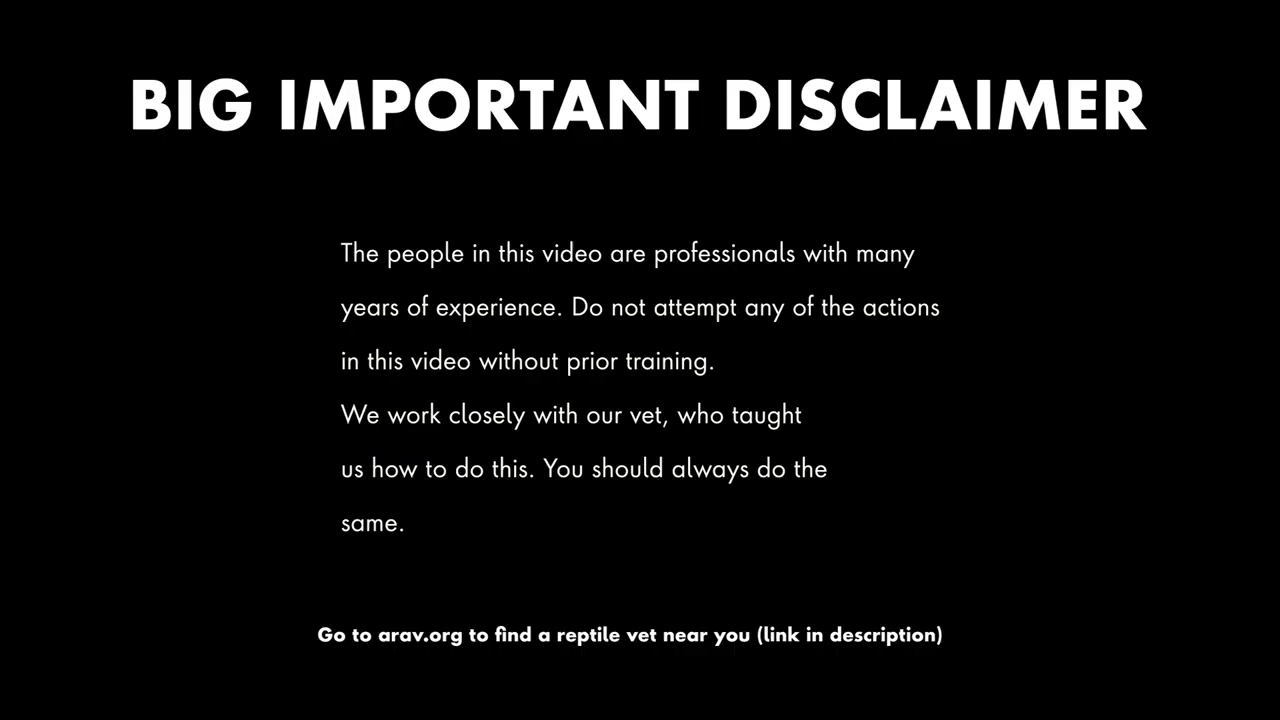 BIG IMPORTANT DISCLAIMER
The people in this video are professionals with many
years of experience. Do not attempt any of the actions
in this video without prior training.
We work closely with our vet, who taught
us how to do this. You should always do the
same.
Go to arav.org to find a reptile vet near you (link in description)